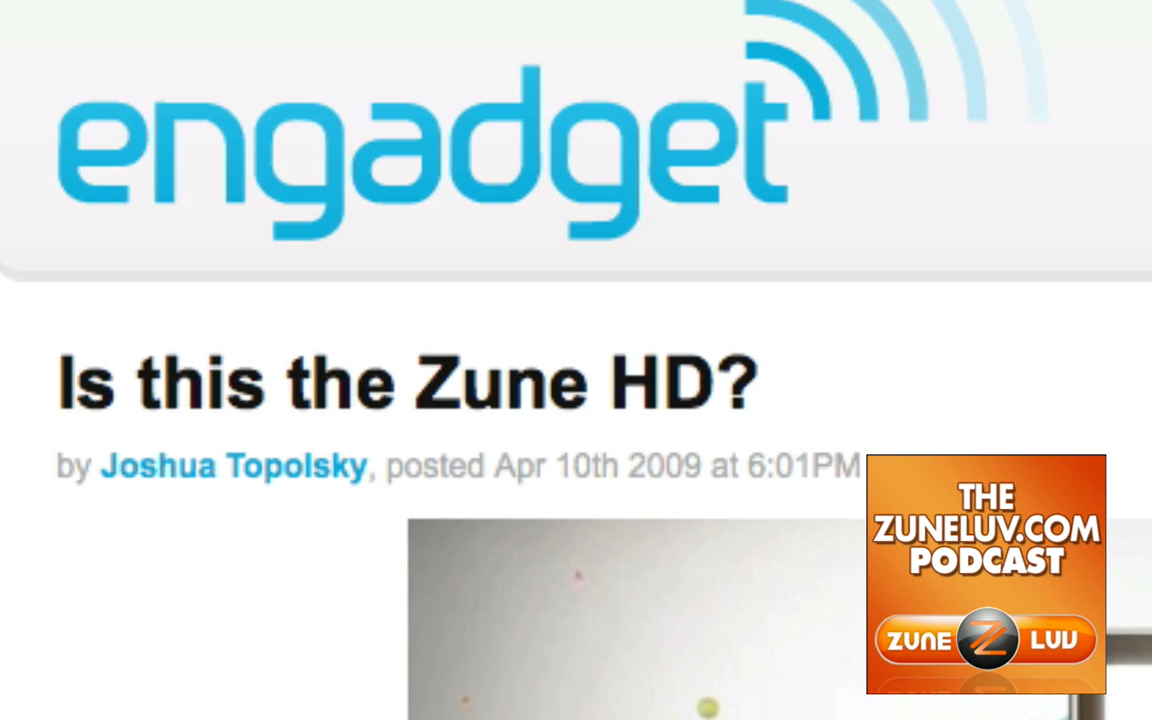 engadget
Is this the Zune HD?
by Joshua Topolsky, posted Apr 10th 2009 at 6:01PM
THE
ZUNELUV.COM
PODCAST
ZUNE Z LUV